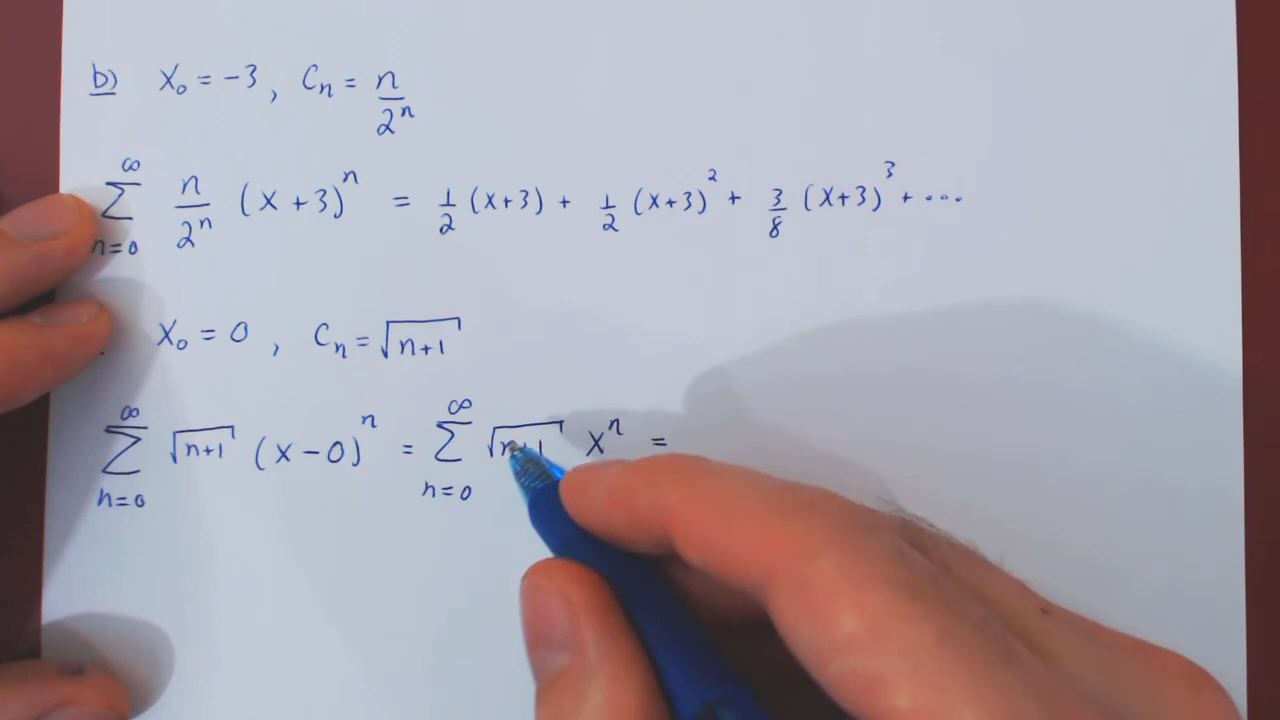 b) X₀ = -3, Cₙ = n/2ⁿ
∑_{n=0}^{∞} n/2ⁿ (x+3)ⁿ = 1/2 (x+3) + 1/2 (x+3)² + 3/8 (x+3)³ + ...
X₀ = 0, Cₙ = √(n+1)
∑_{n=0}^{∞} √(n+1) (x-0)ⁿ = ∑_{n=0}^{∞} √(n+1) xⁿ =